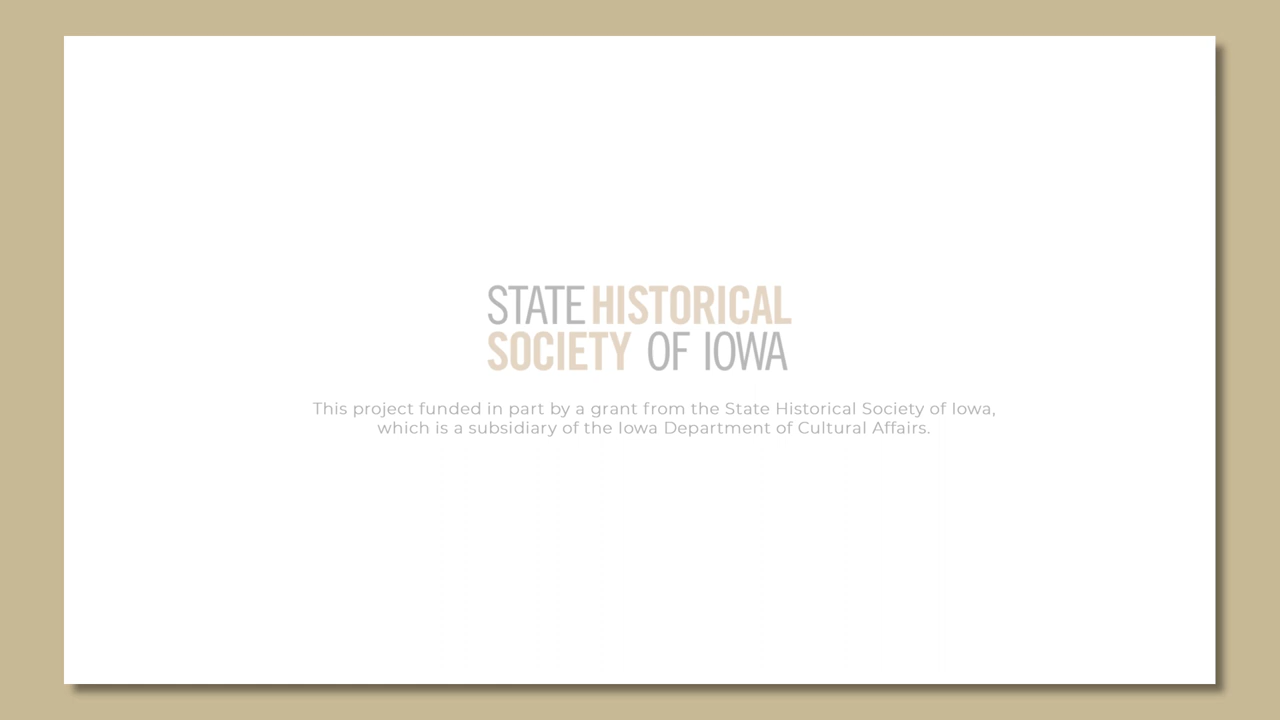 STATE HISTORICAL
SOCIETY OF IOWA
This project funded in part by a grant from the State Historical Society of Iowa,
which is a subsidiary of the Iowa Department of Cultural Affairs.